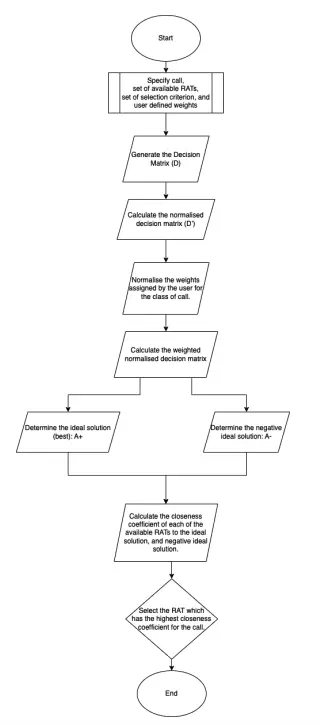 Start
Specify call,
set of available RATs,
set of selection criterion, and
user defined weights
Generate the Decision
Matrix (D)
Calculate the normalised
decision matrix (D')
Normalise the weights
assigned by the user for
the class of call.
Calculate the weighted
normalised decision matrix
Determine the ideal solution
(best): A+
Determine the negative
ideal solution: A-
Calculate the closeness
coefficient of each of the
available RATs to the ideal
solution, and negative ideal
solution.
Select the RAT which
has the highest closeness
coefficient for the call.
End